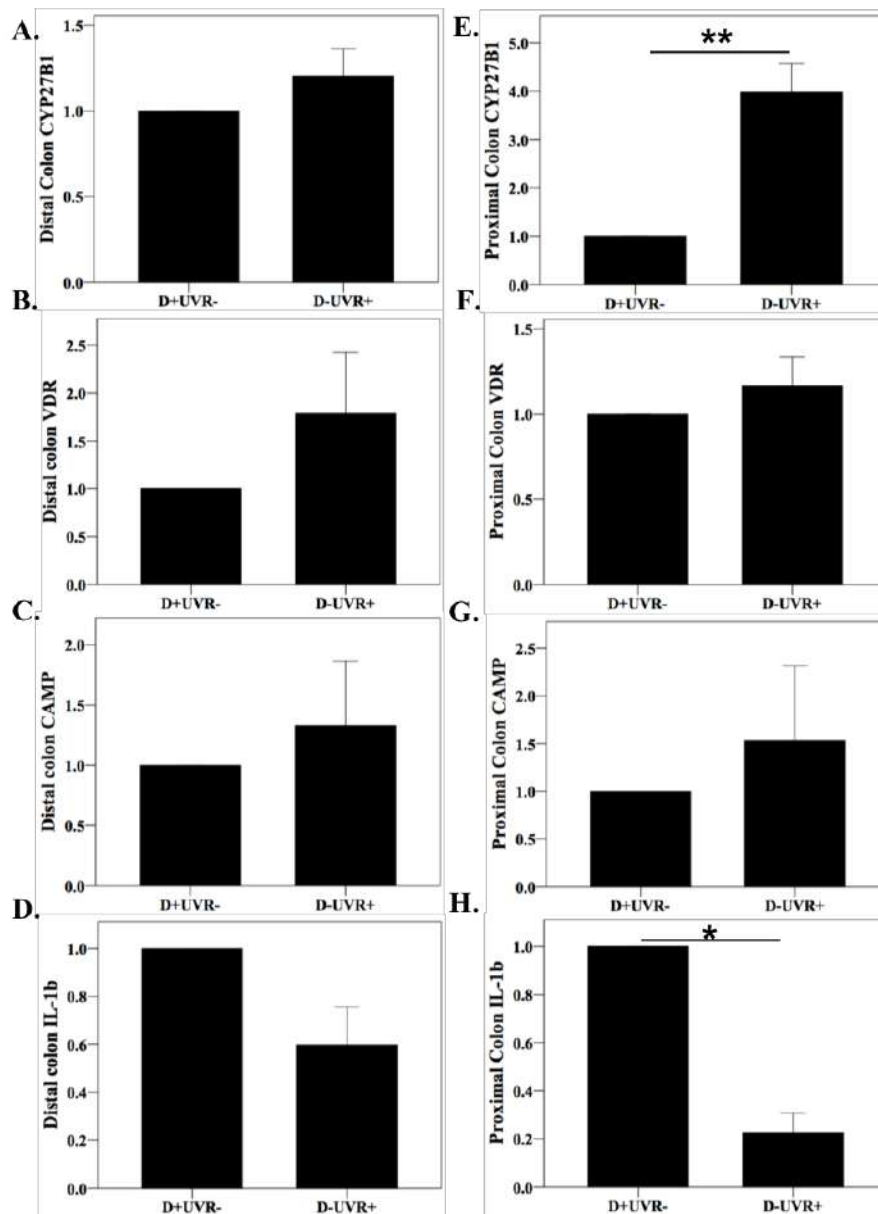 A.
Distal Colon CYP27B1
1.5
1.0
0.5
0.0
D+UVR-
D-UVR+
B.
Distal colon VDR
2.5
2.0
1.5
1.0
0.5
0.0
D+UVR-
D-UVR+
C.
Distal colon CAMP
2.0
1.5
1.0
0.5
0.0
D+UVR-
D-UVR+
D.
Distal colon IL-1b
1.0
0.8
0.6
0.4
0.2
0.0
D+UVR-
D-UVR+
E.
Proximal Colon CYP27B1
5.0
4.0
3.0
2.0
1.0
0.0
**
D+UVR-
D-UVR+
F.
Proximal Colon VDR
1.5
1.0
0.5
0.0
D+UVR-
D-UVR+
G.
Proximal Colon CAMP
2.5
2.0
1.5
1.0
0.5
0.0
D+UVR-
D-UVR+
H.
Proximal Colon IL-1b
1.0
0.8
0.6
0.4
0.2
0.0
*
D+UVR-
D-UVR+